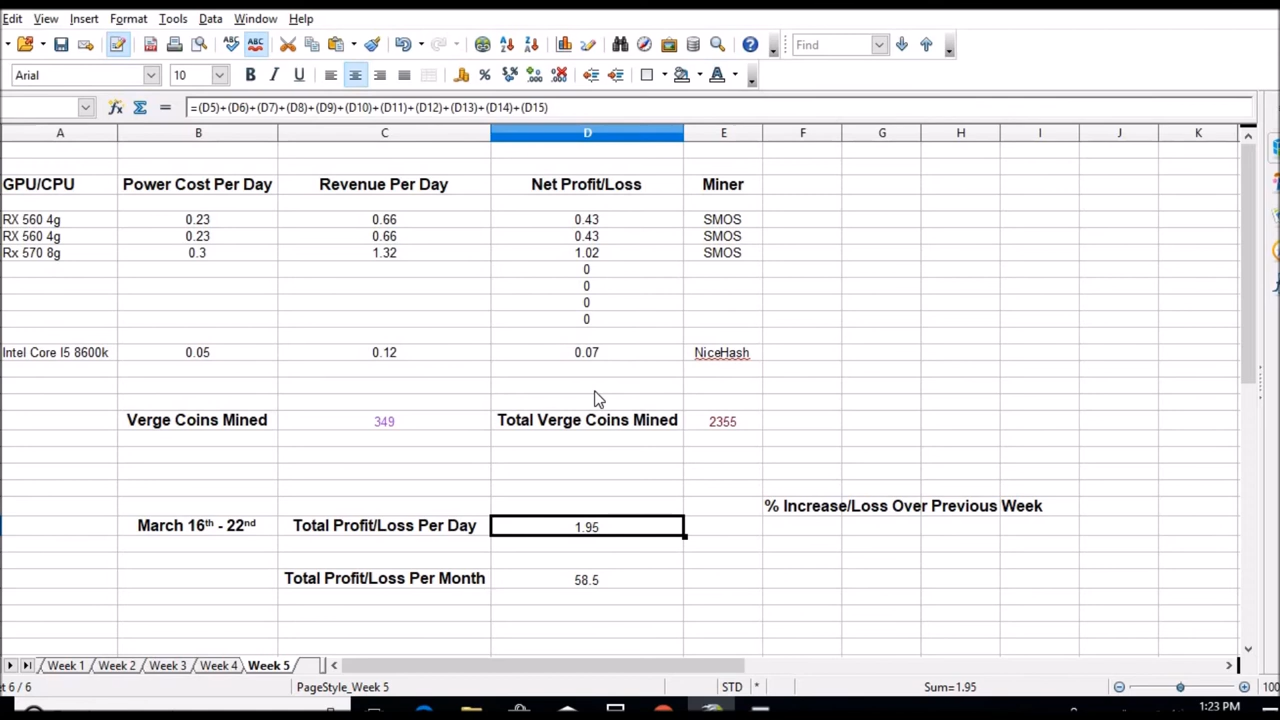 Edit View Insert Format Tools Data Window Help
Find
Arial 10
=(D5)+(D6)+(D7)+(D8)+(D9)+(D10)+(D11)+(D12)+(D13)+(D14)+(D15)
A B C D E F G H I J K
GPU/CPU Power Cost Per Day Revenue Per Day Net Profit/Loss Miner
RX 560 4g 0.23 0.66 0.43 SMOS
RX 560 4g 0.23 0.66 0.43 SMOS
Rx 570 8g 0.3 1.32 1.02 SMOS
0
0
0
0
Intel Core I5 8600k 0.05 0.12 0.07 NiceHash
Verge Coins Mined 349 Total Verge Coins Mined 2355
% Increase/Loss Over Previous Week
March 16th - 22nd Total Profit/Loss Per Day 1.95
Total Profit/Loss Per Month 58.5
Week 1 Week 2 Week 3 Week 4 Week 5
et 6 / 6 PageStyle_Week 5 STD * Sum=1.95 100
1:23 PM